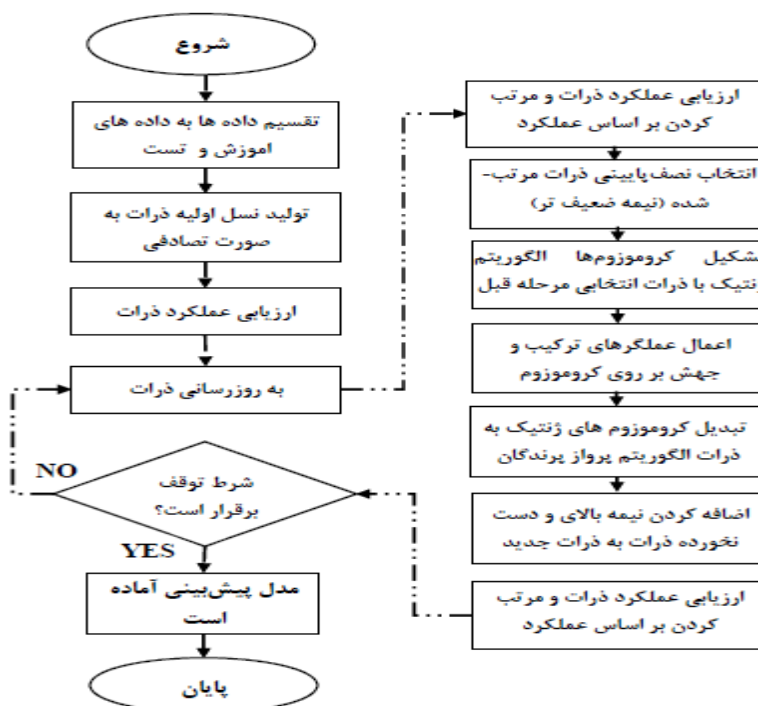 شروع
تقسیم داده ها به داده های
اموزش و تست
تولید نسل اولیه ذرات به
صورت تصادفی
ارزیابی عملکرد ذرات
به روزرسانی ذرات
ارزیابی عملکرد ذرات و مرتب
کردن بر اساس عملکرد
انتخاب نصف پایینی ذرات مرتب-
شده (نیمه ضعیف تر)
شکیل کروموزوم‌ها الگوریتم
نتیک با ذرات انتخابی مرحله قبل
اعمال عملگرهای ترکیب و
جهش بر روی کروموزوم
تبدیل کروموزوم های ژنتیک به
ذرات الگوریتم پرواز پرندگان
اضافه کردن نیمه بالای و دست
نخورده ذرات به ذرات جدید
ارزیابی عملکرد ذرات و مرتب
کردن بر اساس عملکرد
شرط توقف
برقرار است؟
NO
YES
مدل پیش‌بینی آماده
است
پایان